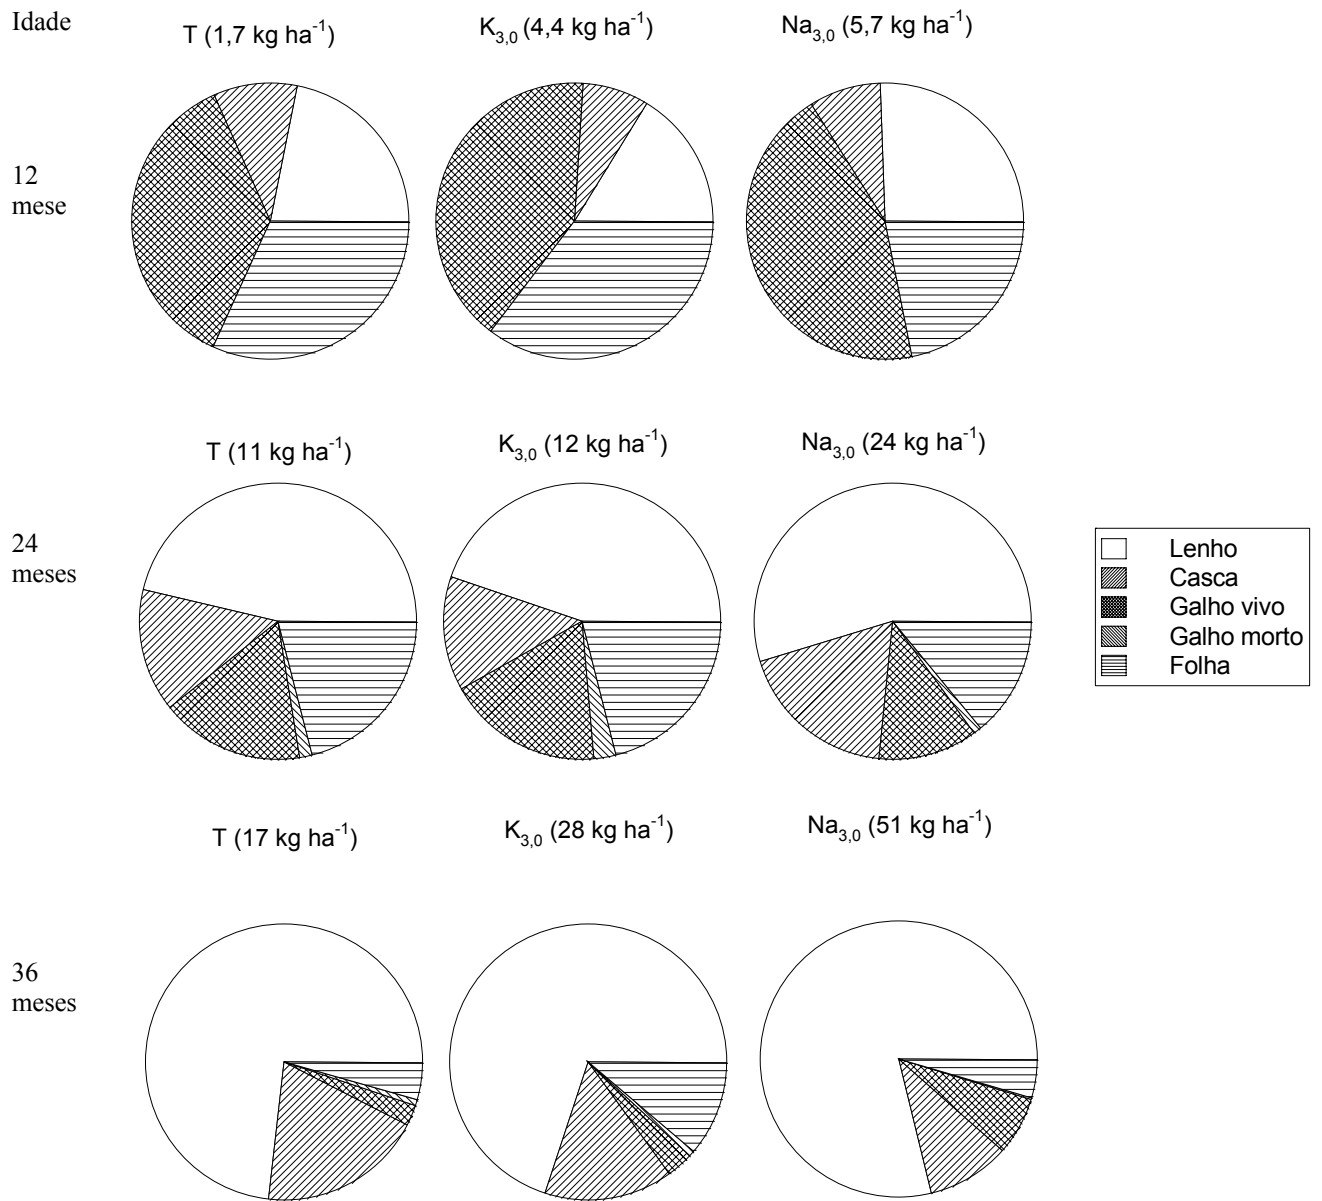 Idade
T (1,7 kg ha⁻¹)
K₃,₀ (4,4 kg ha⁻¹)
Na₃,₀ (5,7 kg ha⁻¹)
12
mese
T (11 kg ha⁻¹)
K₃,₀ (12 kg ha⁻¹)
Na₃,₀ (24 kg ha⁻¹)
24
meses
Lenho
Casca
Galho vivo
Galho morto
Folha
T (17 kg ha⁻¹)
K₃,₀ (28 kg ha⁻¹)
Na₃,₀ (51 kg ha⁻¹)
36
meses